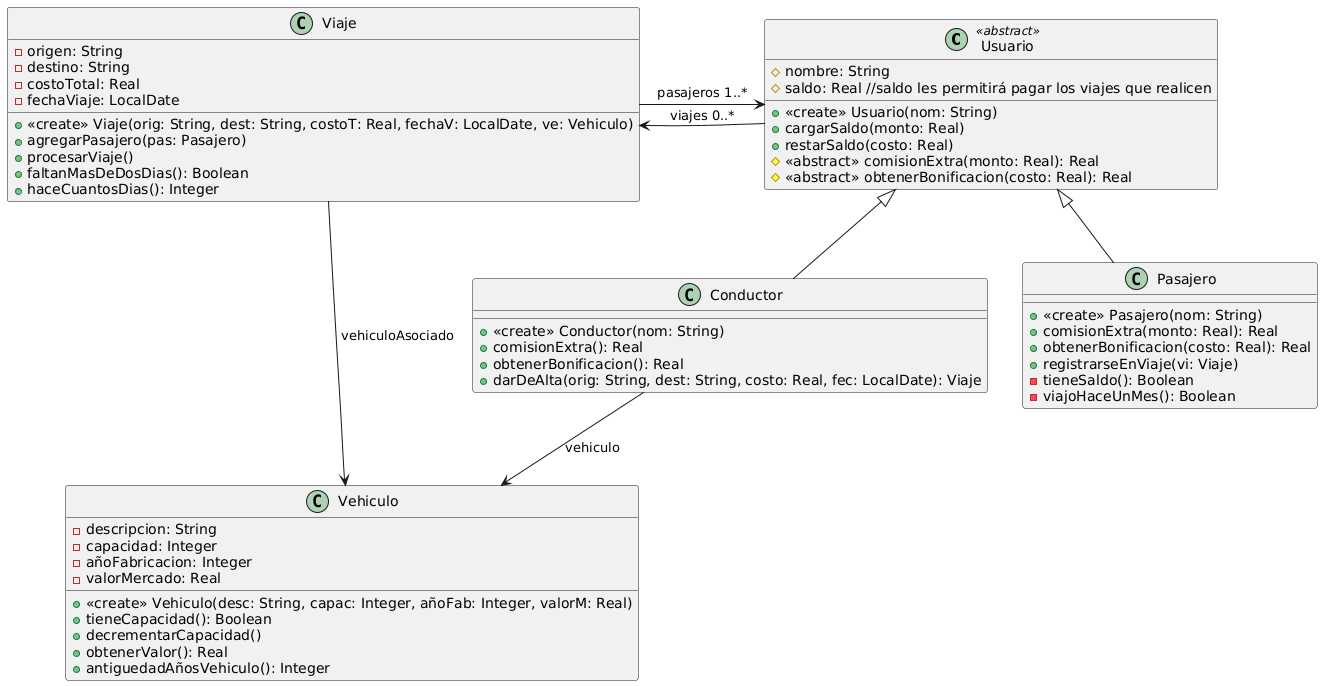 Viaje
origen: String
destino: String
costoTotal: Real
fechaViaje: LocalDate
«create» Viaje(orig: String, dest: String, costoT: Real, fechaV: LocalDate, ve: Vehiculo)
agregarPasajero(pas: Pasajero)
procesarViaje()
faltanMasDeDosDias(): Boolean
haceCuantosDias(): Integer
pasajeros 1..*
viajes 0..*
«abstract»
Usuario
nombre: String
saldo: Real //saldo les permitirá pagar los viajes que realicen
«create» Usuario(nom: String)
cargarSaldo(monto: Real)
restarSaldo(costo: Real)
«abstract» comisionExtra(monto: Real): Real
«abstract» obtenerBonificacion(costo: Real): Real
vehiculoAsociado
Conductor
«create» Conductor(nom: String)
comisionExtra(): Real
obtenerBonificacion(): Real
darDeAlta(orig: String, dest: String, costo: Real, fec: LocalDate): Viaje
Pasajero
«create» Pasajero(nom: String)
comisionExtra(monto: Real): Real
obtenerBonificacion(costo: Real): Real
registrarseEnViaje(vi: Viaje)
tieneSaldo(): Boolean
viajoHaceUnMes(): Boolean
vehiculo
Vehiculo
descripcion: String
capacidad: Integer
añoFabricacion: Integer
valorMercado: Real
«create» Vehiculo(desc: String, capac: Integer, añoFab: Integer, valorM: Real)
tieneCapacidad(): Boolean
decrementarCapacidad()
obtenerValor(): Real
antiguedadAñosVehiculo(): Integer